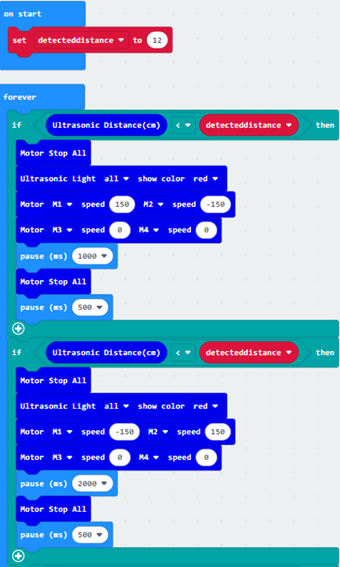 on start
set detecteddistance to 12
forever
if Ultrasonic Distance(cm) < detecteddistance then
Motor Stop All
Ultrasonic Light all show color red
Motor M1 speed 150 M2 speed -150
Motor M3 speed 0 M4 speed 0
pause (ms) 1000
Motor Stop All
pause (ms) 500
if Ultrasonic Distance(cm) < detecteddistance then
Motor Stop All
Ultrasonic Light all show color red
Motor M1 speed -150 M2 speed 150
Motor M3 speed 0 M4 speed 0
pause (ms) 2000
Motor Stop All
pause (ms) 500